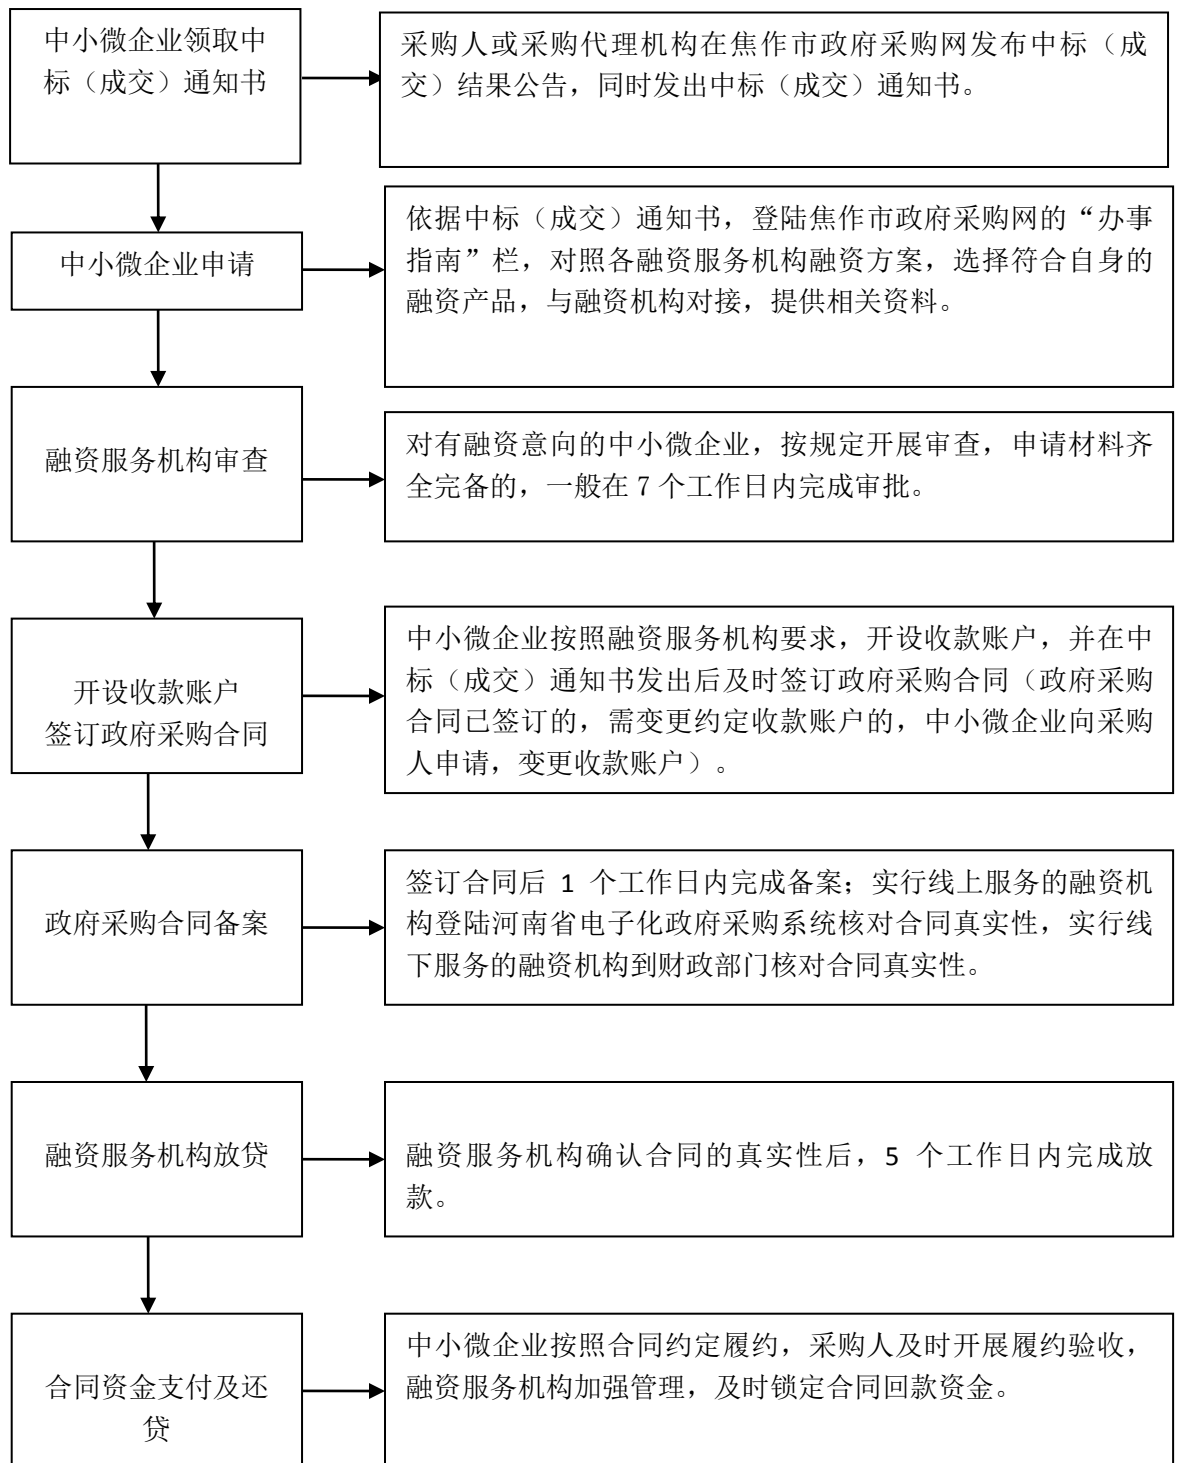 中小微企业领取中
标（成交）通知书
采购人或采购代理机构在焦作市政府采购网发布中标（成
交）结果公告，同时发出中标（成交）通知书。
中小微企业申请
依据中标（成交）通知书，登陆焦作市政府采购网的“办事
指南”栏，对照各融资服务机构融资方案，选择符合自身的
融资产品，与融资机构对接，提供相关资料。
融资服务机构审查
对有融资意向的中小微企业，按规定开展审查，申请材料齐
全完备的，一般在 7 个工作日内完成审批。
开设收款账户
签订政府采购合同
中小微企业按照融资服务机构要求，开设收款账户，并在中
标（成交）通知书发出后及时签订政府采购合同（政府采购
合同已签订的，需变更约定收款账户的，中小微企业向采购
人申请，变更收款账户）。
政府采购合同备案
签订合同后 1 个工作日内完成备案；实行线上服务的融资机
构登陆河南省电子化政府采购系统核对合同真实性，实行线
下服务的融资机构到财政部门核对合同真实性。
融资服务机构放贷
融资服务机构确认合同的真实性后，5 个工作日内完成放
款。
合同资金支付及还
贷
中小微企业按照合同约定履约，采购人及时开展履约验收，
融资服务机构加强管理，及时锁定合同回款资金。